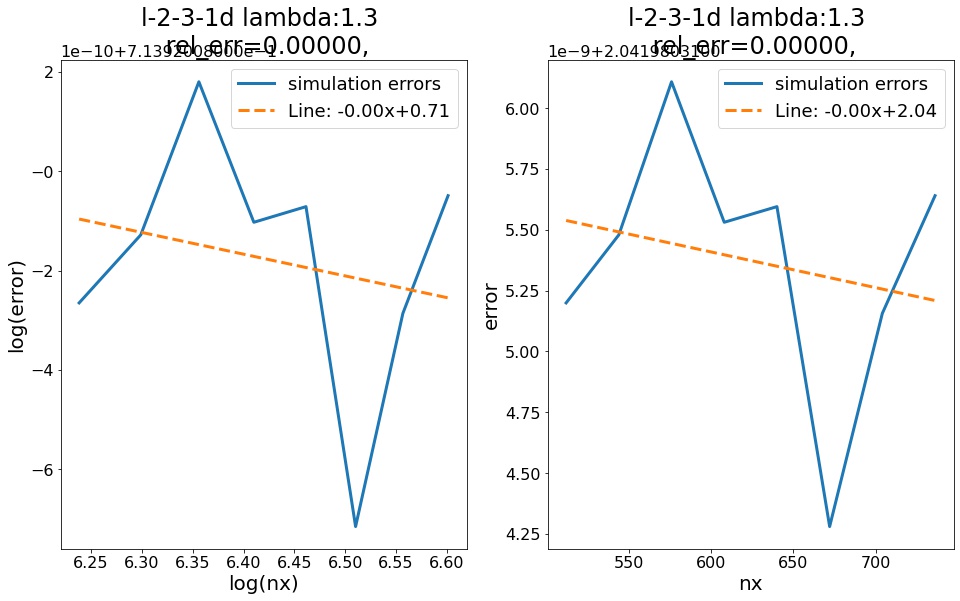 l-2-3-1d lambda:1.3
rel_err=0.00000,
1e−10+7.1392008000e−1
2
−0
−2
−4
−6
log(error)
simulation errors
Line: -0.00x+0.71
6.25 6.30 6.35 6.40 6.45 6.50 6.55 6.60
log(nx)
l-2-3-1d lambda:1.3
rel_err=0.00000,
1e−9+2.0419803100
6.00
5.75
5.50
5.25
5.00
4.75
4.50
4.25
error
simulation errors
Line: -0.00x+2.04
550 600 650 700
nx